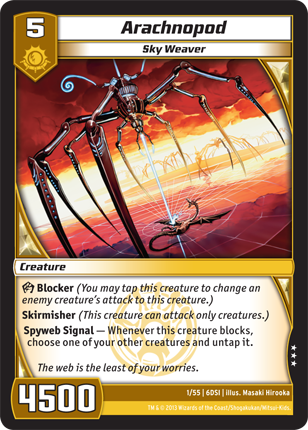 5
Arachnopod
Sky Weaver
Creature
Blocker (You may tap this creature to change an
enemy creature's attack to this creature.)
Skirmisher (This creature can attack only creatures.)
Spyweb Signal — Whenever this creature blocks,
choose one of your other creatures and untap it.
The web is the least of your worries.
4500
1/55 | 6DSI | illus. Masaki Hirooka
TM & © 2013 Wizards of the Coast/Shogakukan/Mitsui-Kids.